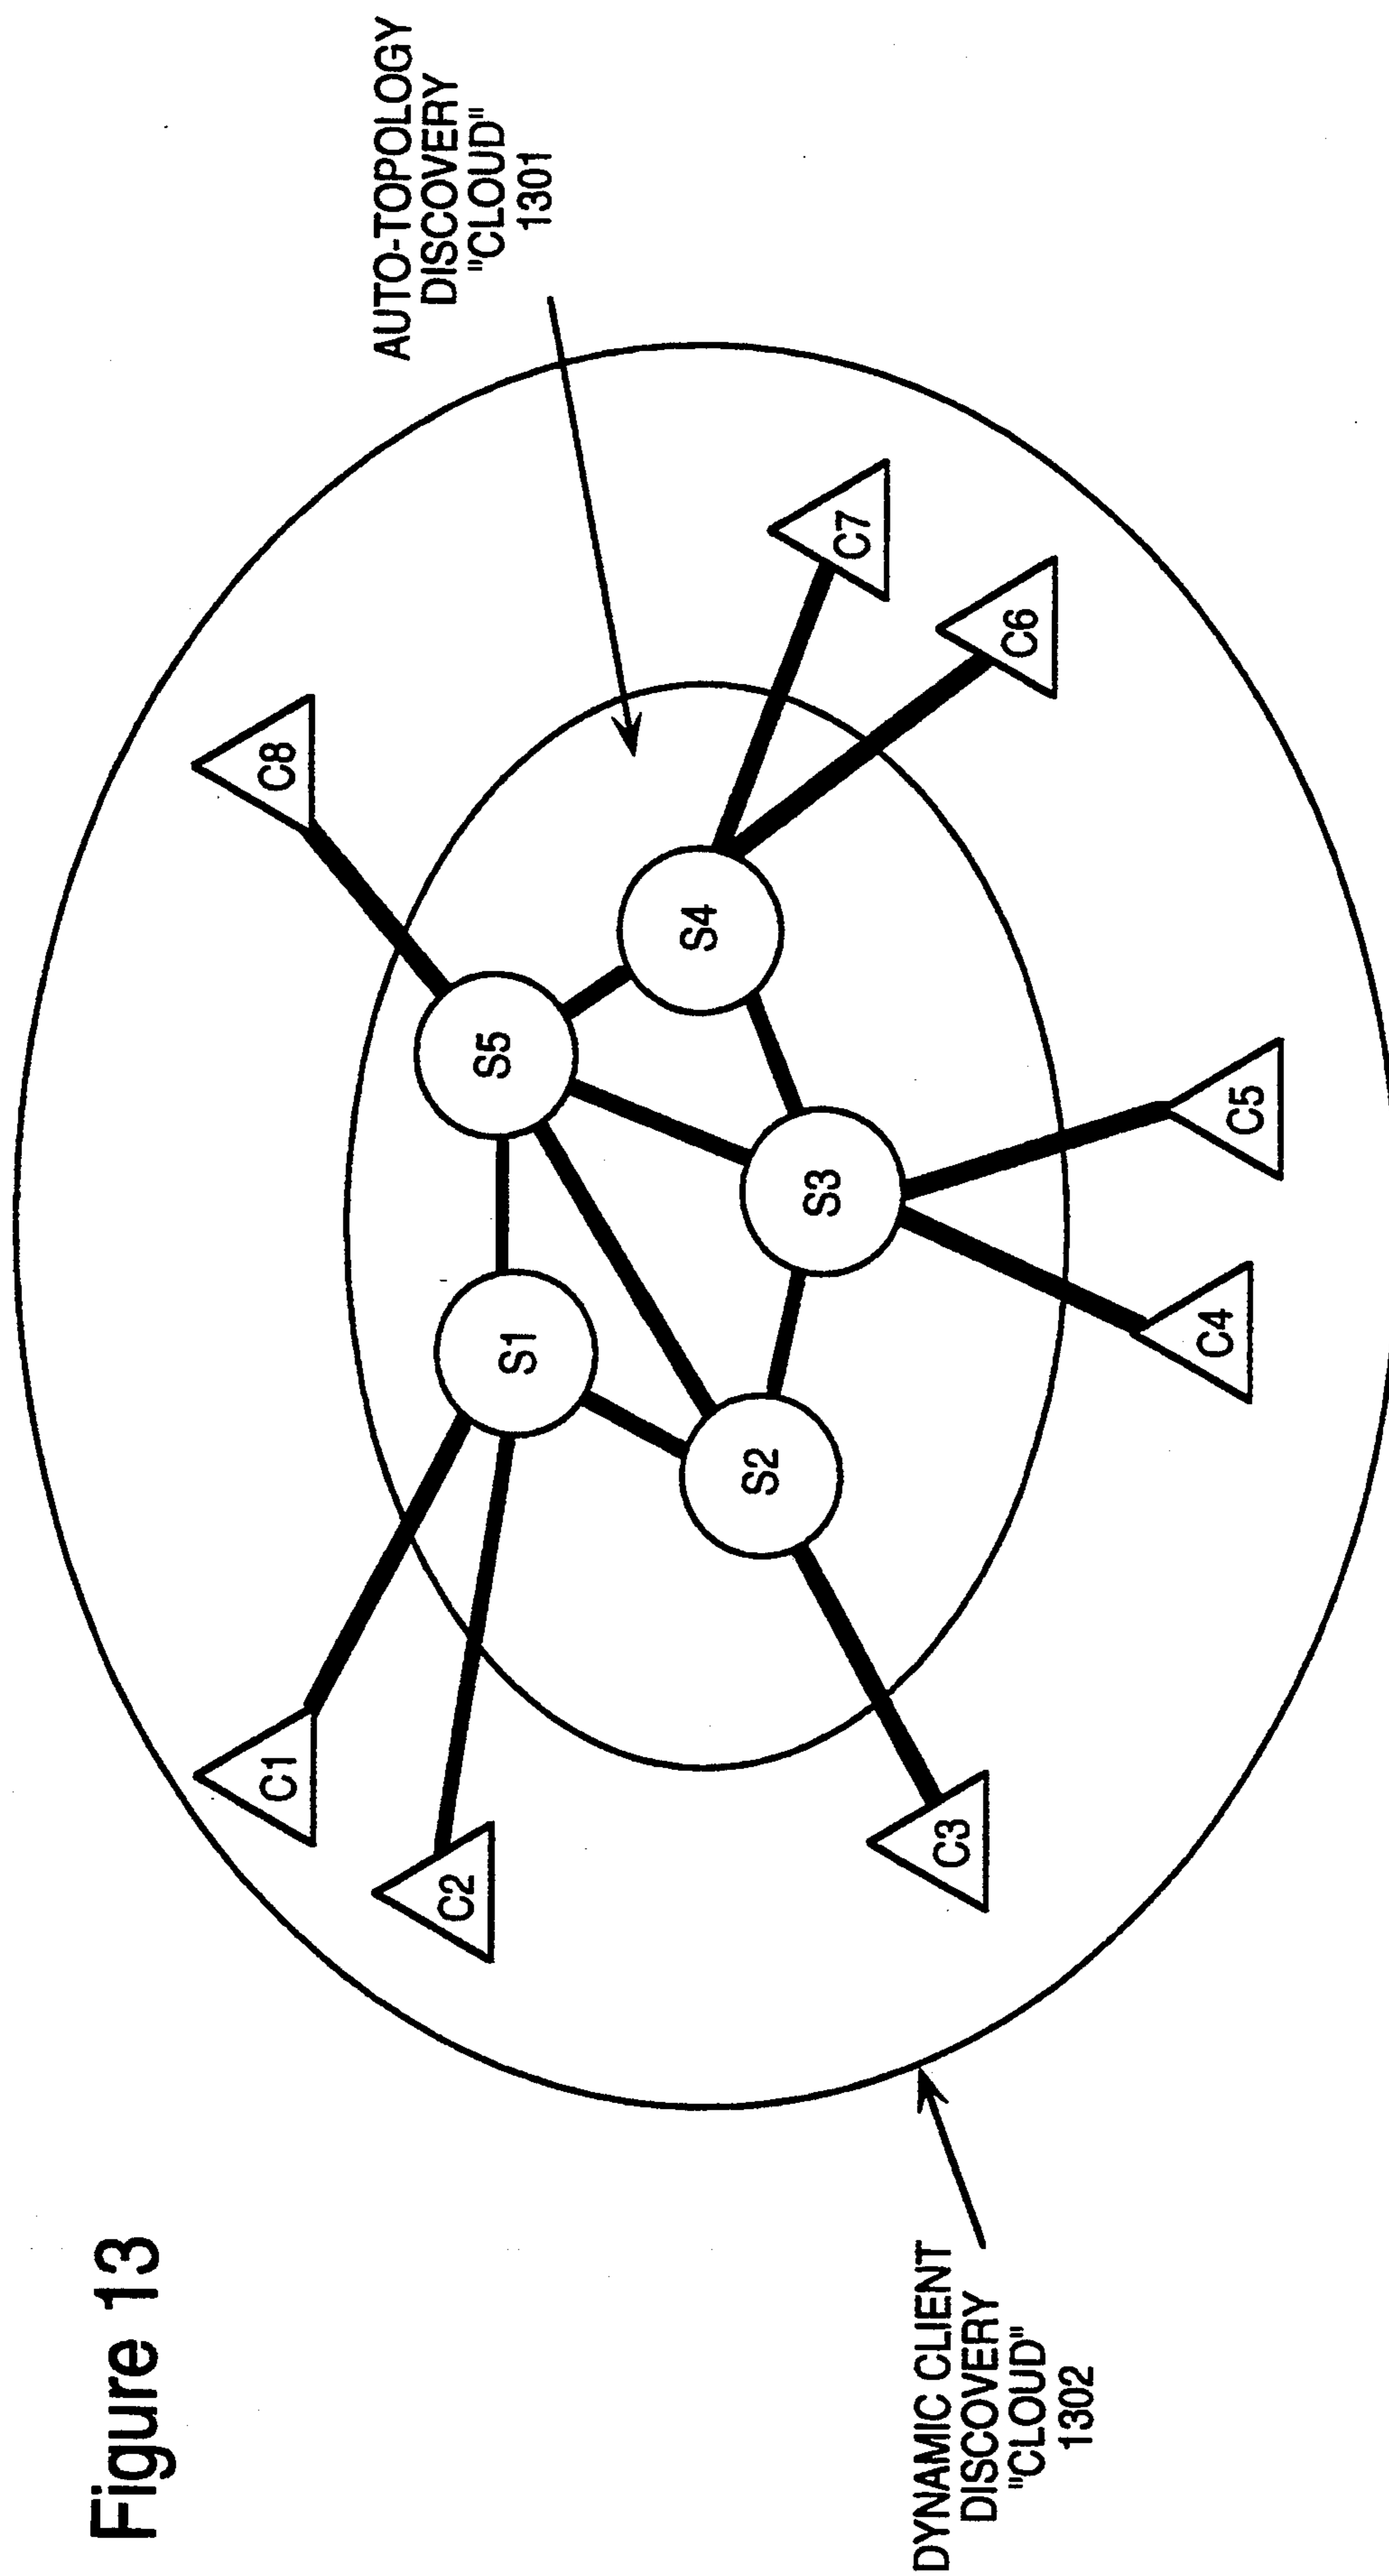 Figure 13
AUTO-TOPOLOGY
DISCOVERY
"CLOUD"
1301
C1
C8
C2
S1
S5
S4
C7
S2
S3
C3
C6
C4
C5
DYNAMIC CLIENT
DISCOVERY
"CLOUD"
1302